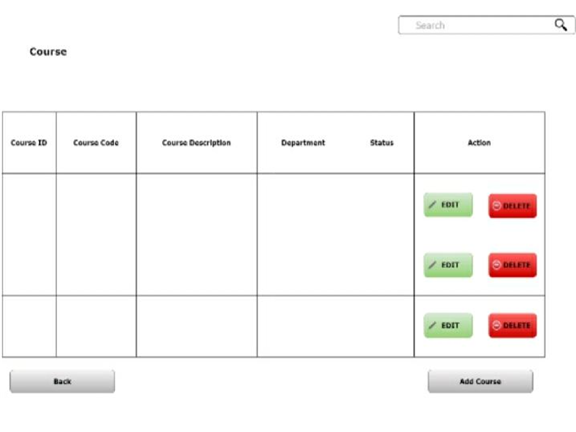 Search
Course
Course ID Course Code Course Description Department Status Action
EDIT DELETE
EDIT DELETE
EDIT DELETE
Back Add Course